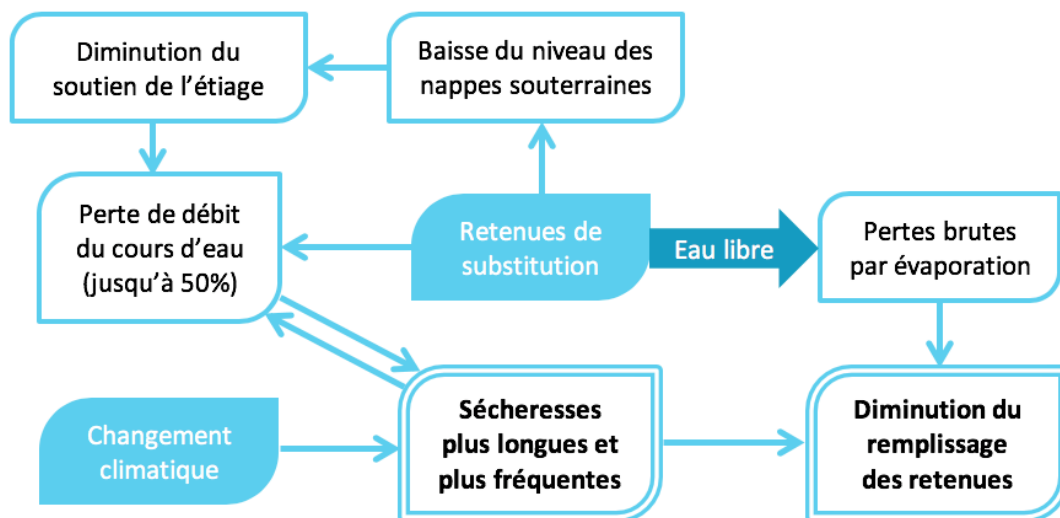 Diminution du
soutien de l’étiage
Baisse du niveau des
nappes souterraines
Perte de débit
du cours d’eau
(jusqu’à 50%)
Retenues de
substitution
Eau libre
Pertes brutes
par évaporation
Changement
climatique
Sécheresses
plus longues et
plus fréquentes
Diminution du
remplissage
des retenues